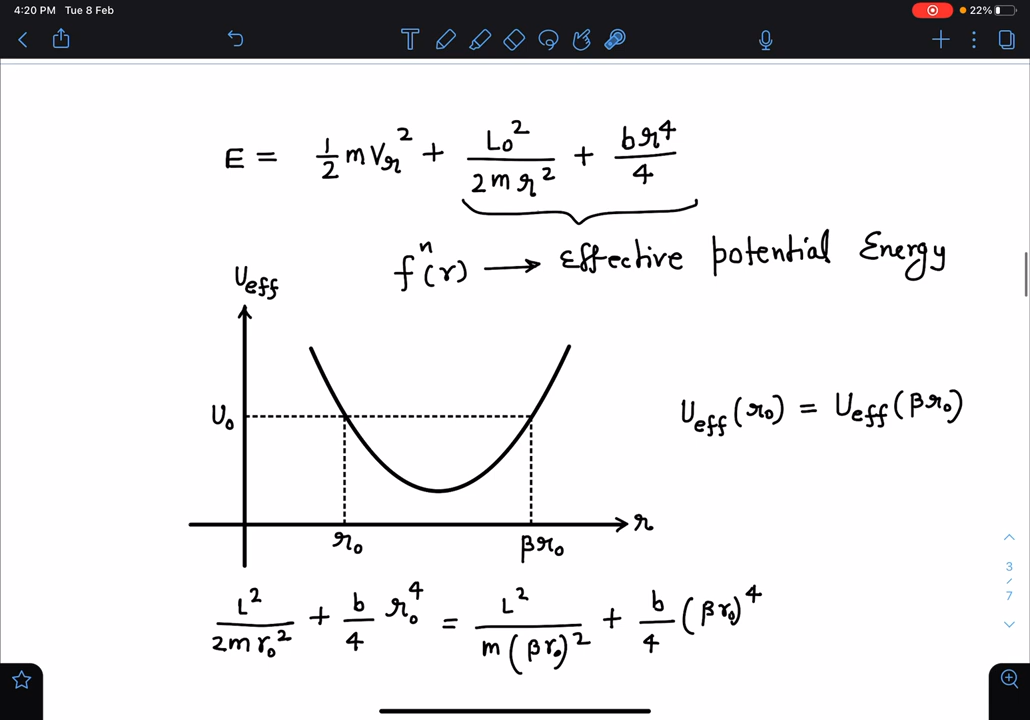 4:20 PM Tue 8 Feb
22%
E = 1/2 m Vr² + L₀²/2mr² + br⁴/4
fⁿ(r) → Effective potential Energy
Ueff
U₀
Ueff(r₀) = Ueff(βr₀)
r
r₀
βr₀
L²/2mr₀² + b/4 r₀⁴ = L²/m(βr₀)² + b/4 (βr₀)⁴
3
/
7